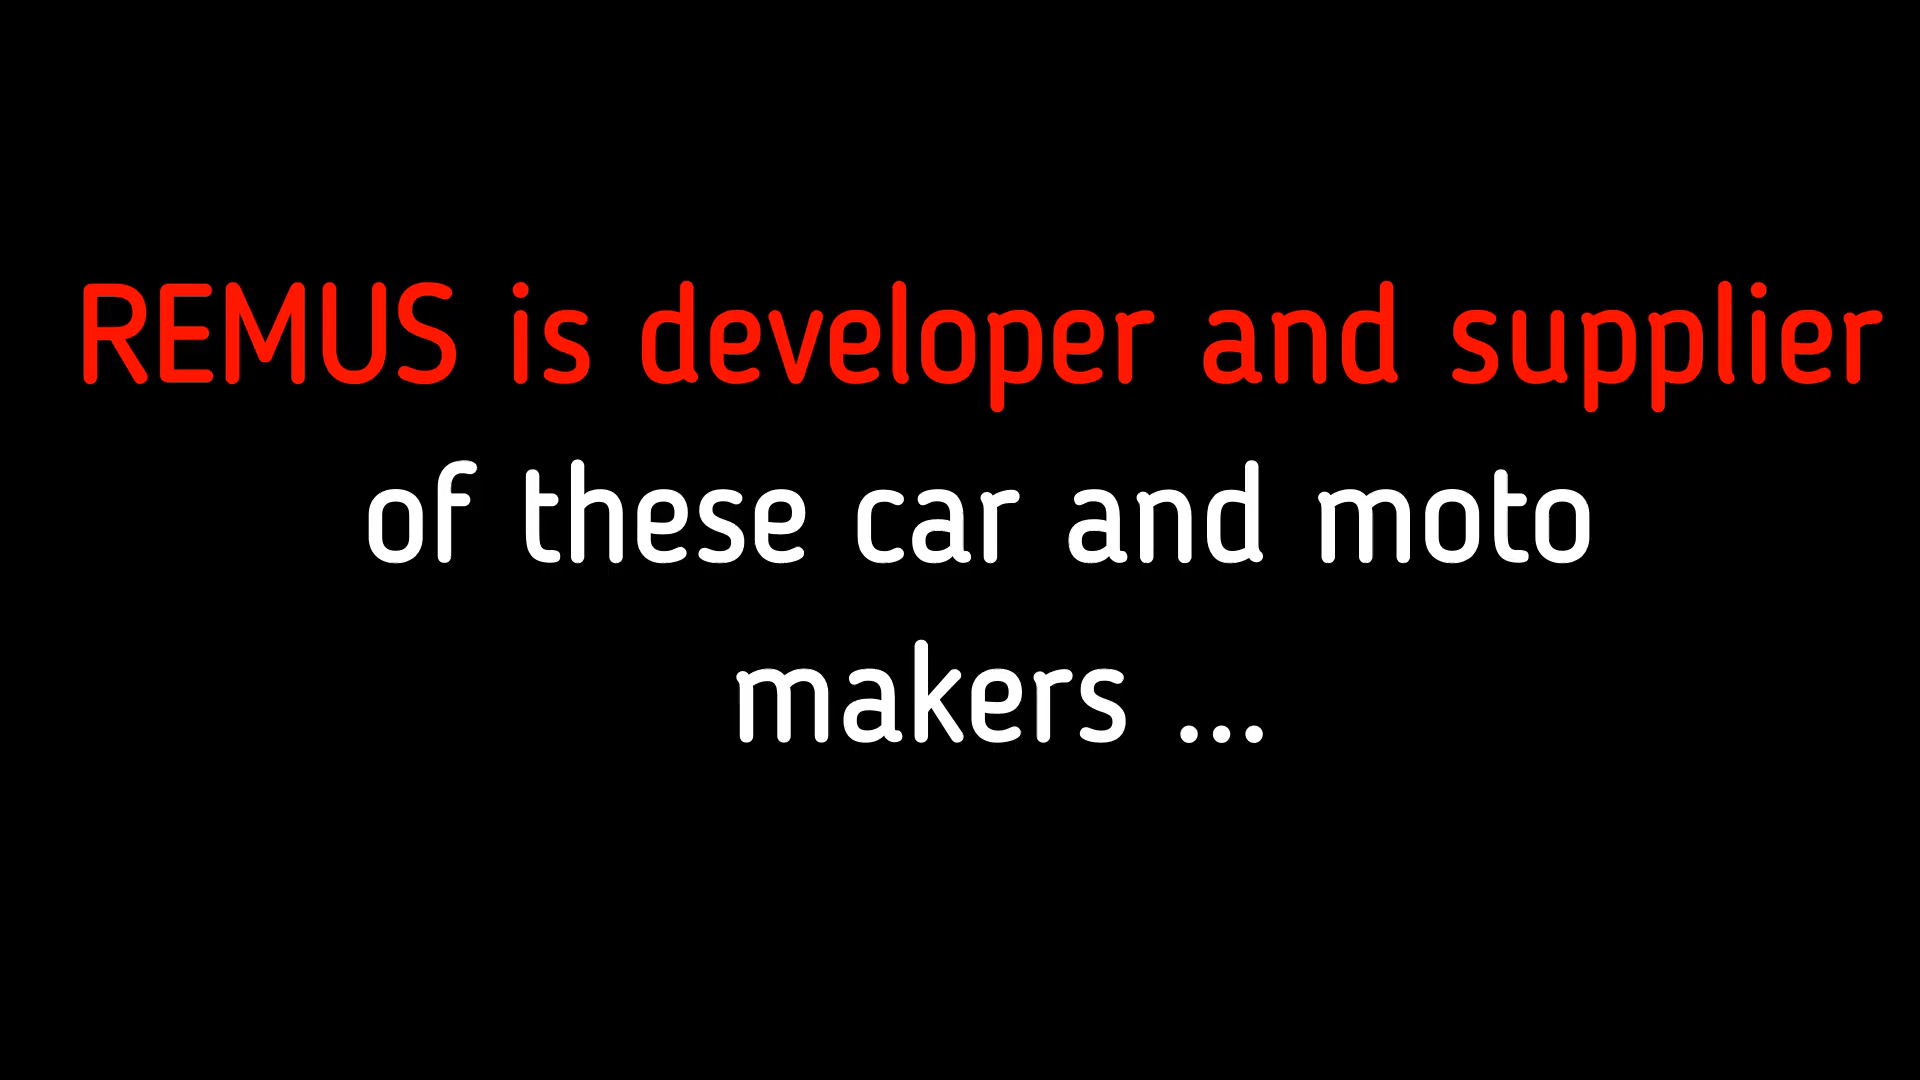 REMUS is developer and supplier
of these car and moto
makers ...